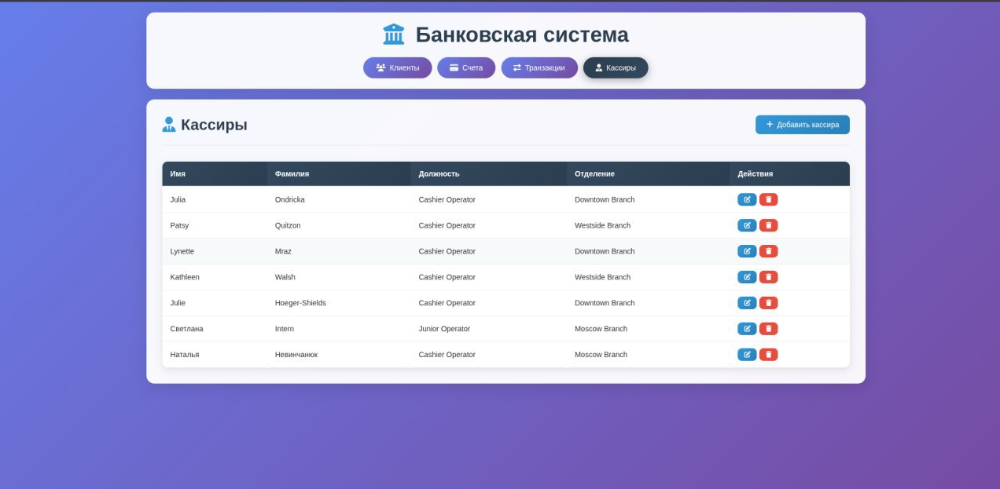 Банковская система
Клиенты Счета Транзакции Кассиры
Кассиры
Добавить кассира
Имя Фамилия Должность Отделение Действия
Julia Ondricka Cashier Operator Downtown Branch
Patsy Quitzon Cashier Operator Westside Branch
Lynette Mraz Cashier Operator Downtown Branch
Kathleen Walsh Cashier Operator Westside Branch
Julie Hoeger-Shields Cashier Operator Downtown Branch
Светлана Intern Junior Operator Moscow Branch
Наталья Невинчанюк Cashier Operator Moscow Branch